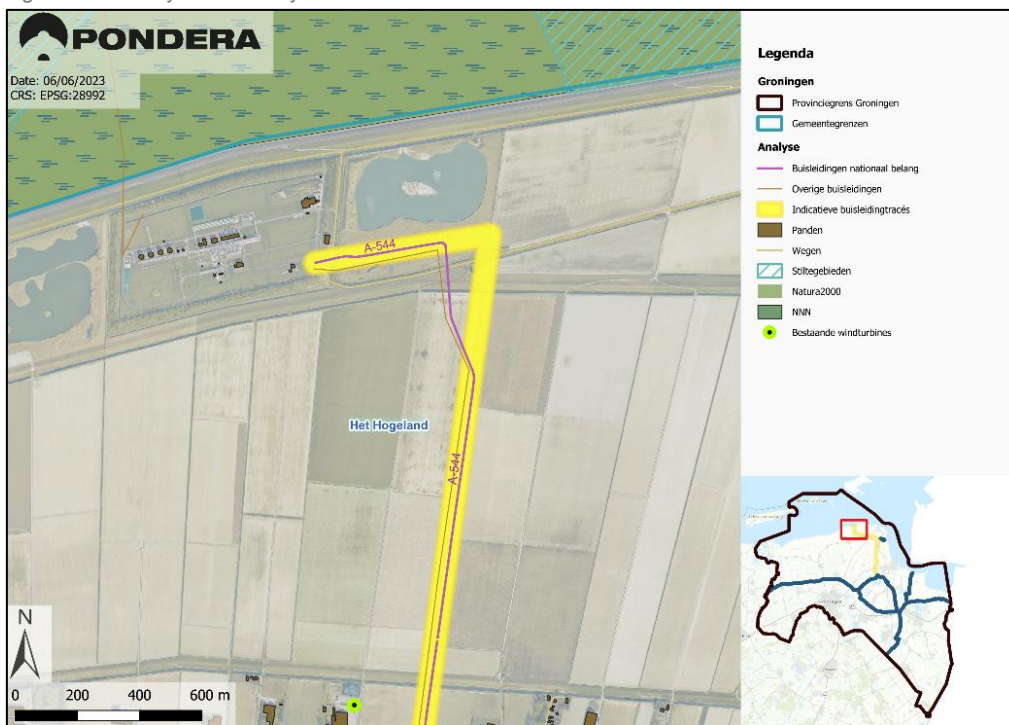 PONDERA
Date: 06/06/2023
CRS: EPSG:28992
A-544
Het Hogeland
A-544
N
0 200 400 600 m
Legenda
Groningen
Provinciegrens Groningen
Gemeentegrenzen
Analyse
Buisleidingen nationaal belang
Overige buisleidingen
Indicatieve buisleidingtracés
Panden
Wegen
Stiltegebieden
Natura2000
NNN
Bestaande windturbines